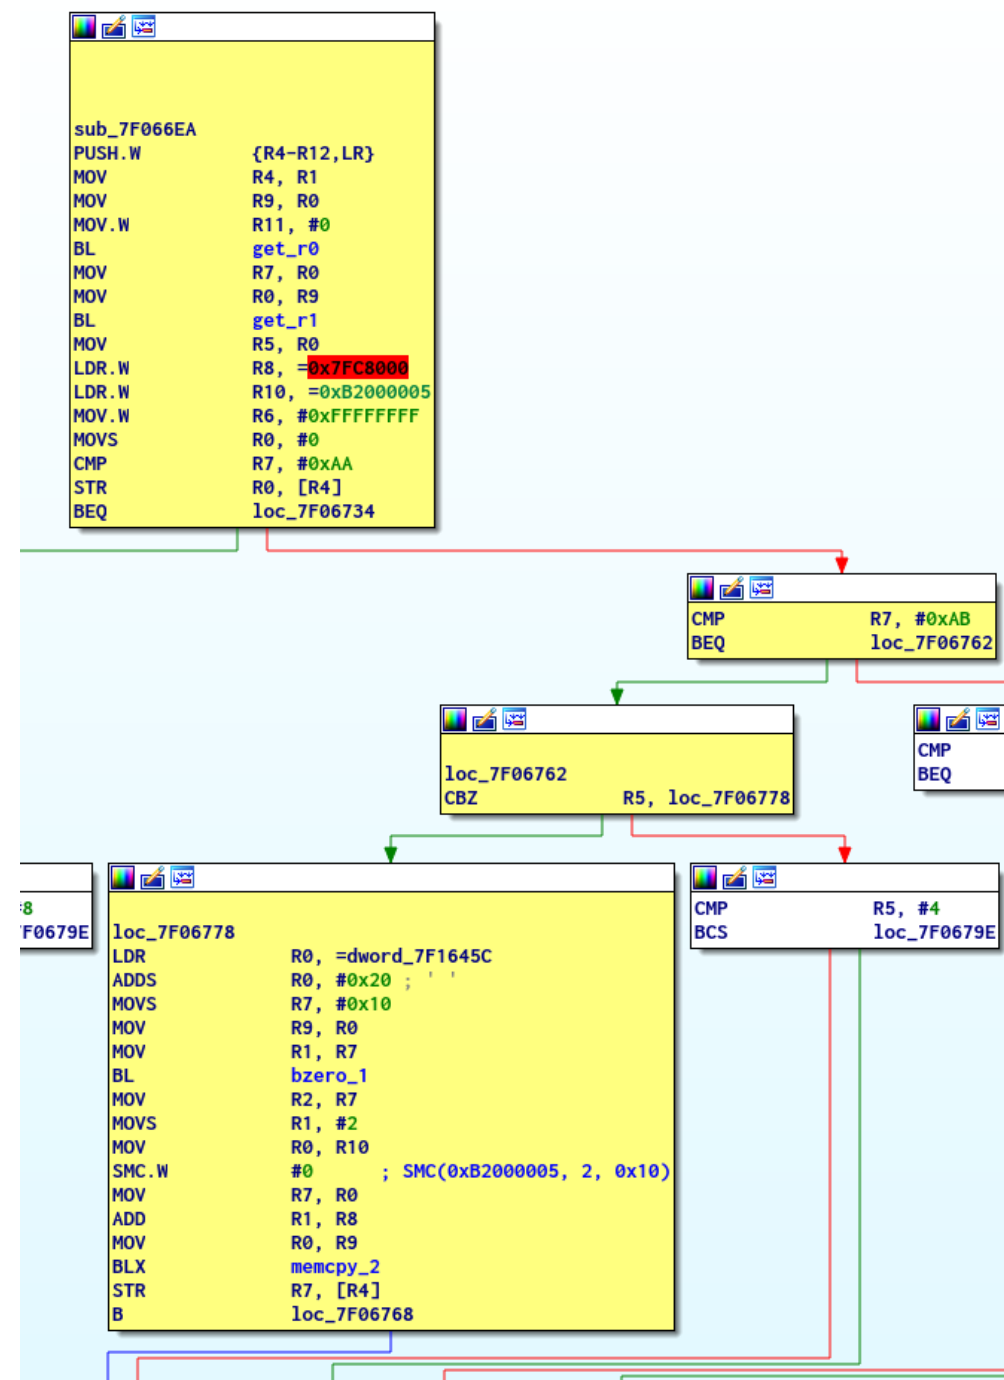 sub_7F066EA
PUSH.W {R4-R12,LR}
MOV R4, R1
MOV R9, R0
MOV.W R11, #0
BL get_r0
MOV R7, R0
MOV R0, R9
BL get_r1
MOV R5, R0
LDR.W R8, =0x7FC8000
LDR.W R10, =0xB2000005
MOV.W R6, #0xFFFFFFFF
MOVS R0, #0
CMP R7, #0xAA
STR R0, [R4]
BEQ loc_7F06734
CMP R7, #0xAB
BEQ loc_7F06762
loc_7F06762
CBZ R5, loc_7F06778
CMP
BEQ
8
F0679E
loc_7F06778
LDR R0, =dword_7F1645C
ADDS R0, #0x20 ; ' '
MOVS R7, #0x10
MOV R9, R0
MOV R1, R7
BL bzero_1
MOV R2, R7
MOVS R1, #2
MOV R0, R10
SMC.W #0 ; SMC(0xB2000005, 2, 0x10)
MOV R7, R0
ADD R1, R8
MOV R0, R9
BLX memcpy_2
STR R7, [R4]
B loc_7F06768
CMP R5, #4
BCS loc_7F0679E